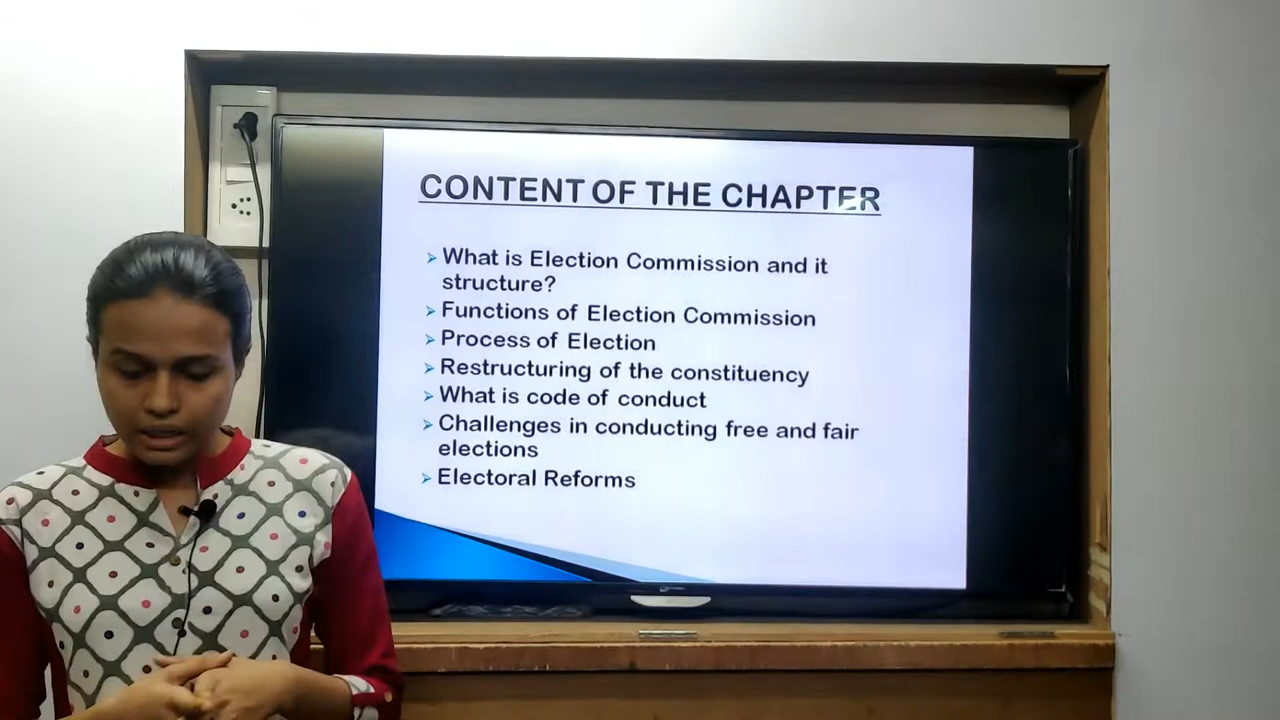 CONTENT OF THE CHAPTER
➢ What is Election Commission and it
structure?
➢ Functions of Election Commission
➢ Process of Election
➢ Restructuring of the constituency
➢ What is code of conduct
➢ Challenges in conducting free and fair
elections
➢ Electoral Reforms